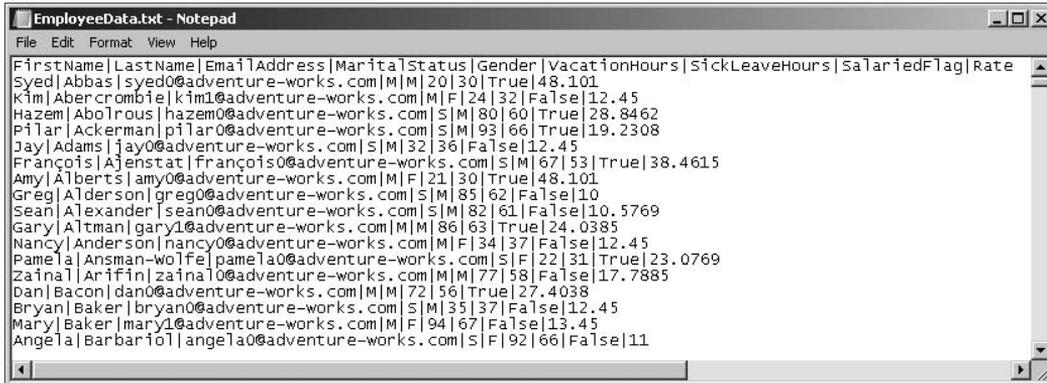 EmployeeData.txt - Notepad
File Edit Format View Help
FirstName|LastName|EmailAddress|MaritalStatus|Gender|VacationHours|SickLeaveHours|SalariedFlag|Rate
Syed|Abbas|syed0@adventure-works.com|M|M|20|30|True|48.101
Kim|Abercrombie|kim1@adventure-works.com|M|F|24|32|False|12.45
Hazem|Abolrous|hazem0@adventure-works.com|S|M|80|60|True|28.8462
Pilar|Ackerman|pilar0@adventure-works.com|S|M|93|66|True|19.2308
Jay|Adams|jay0@adventure-works.com|S|M|32|36|False|12.45
François|Ajenstat|françois0@adventure-works.com|S|M|67|53|True|38.4615
Amy|Alberts|amy0@adventure-works.com|M|F|21|30|True|48.101
Greg|Alderson|greg0@adventure-works.com|S|M|85|62|False|10
Sean|Alexander|sean0@adventure-works.com|S|M|82|61|False|10.5769
Gary|Altman|gary1@adventure-works.com|M|M|86|63|True|24.0385
Nancy|Anderson|nancy0@adventure-works.com|M|F|34|37|False|12.45
Pamela|Ansman-Wolfe|pamela0@adventure-works.com|S|F|22|31|True|23.0769
Zainal|Arifin|zainal0@adventure-works.com|M|M|77|58|False|17.7885
Dan|Bacon|dan0@adventure-works.com|M|M|72|56|True|27.4038
Bryan|Baker|bryan0@adventure-works.com|S|M|35|37|False|12.45
Mary|Baker|mary1@adventure-works.com|M|F|94|67|False|13.45
Angela|Barbariol|angela0@adventure-works.com|S|F|92|66|False|11